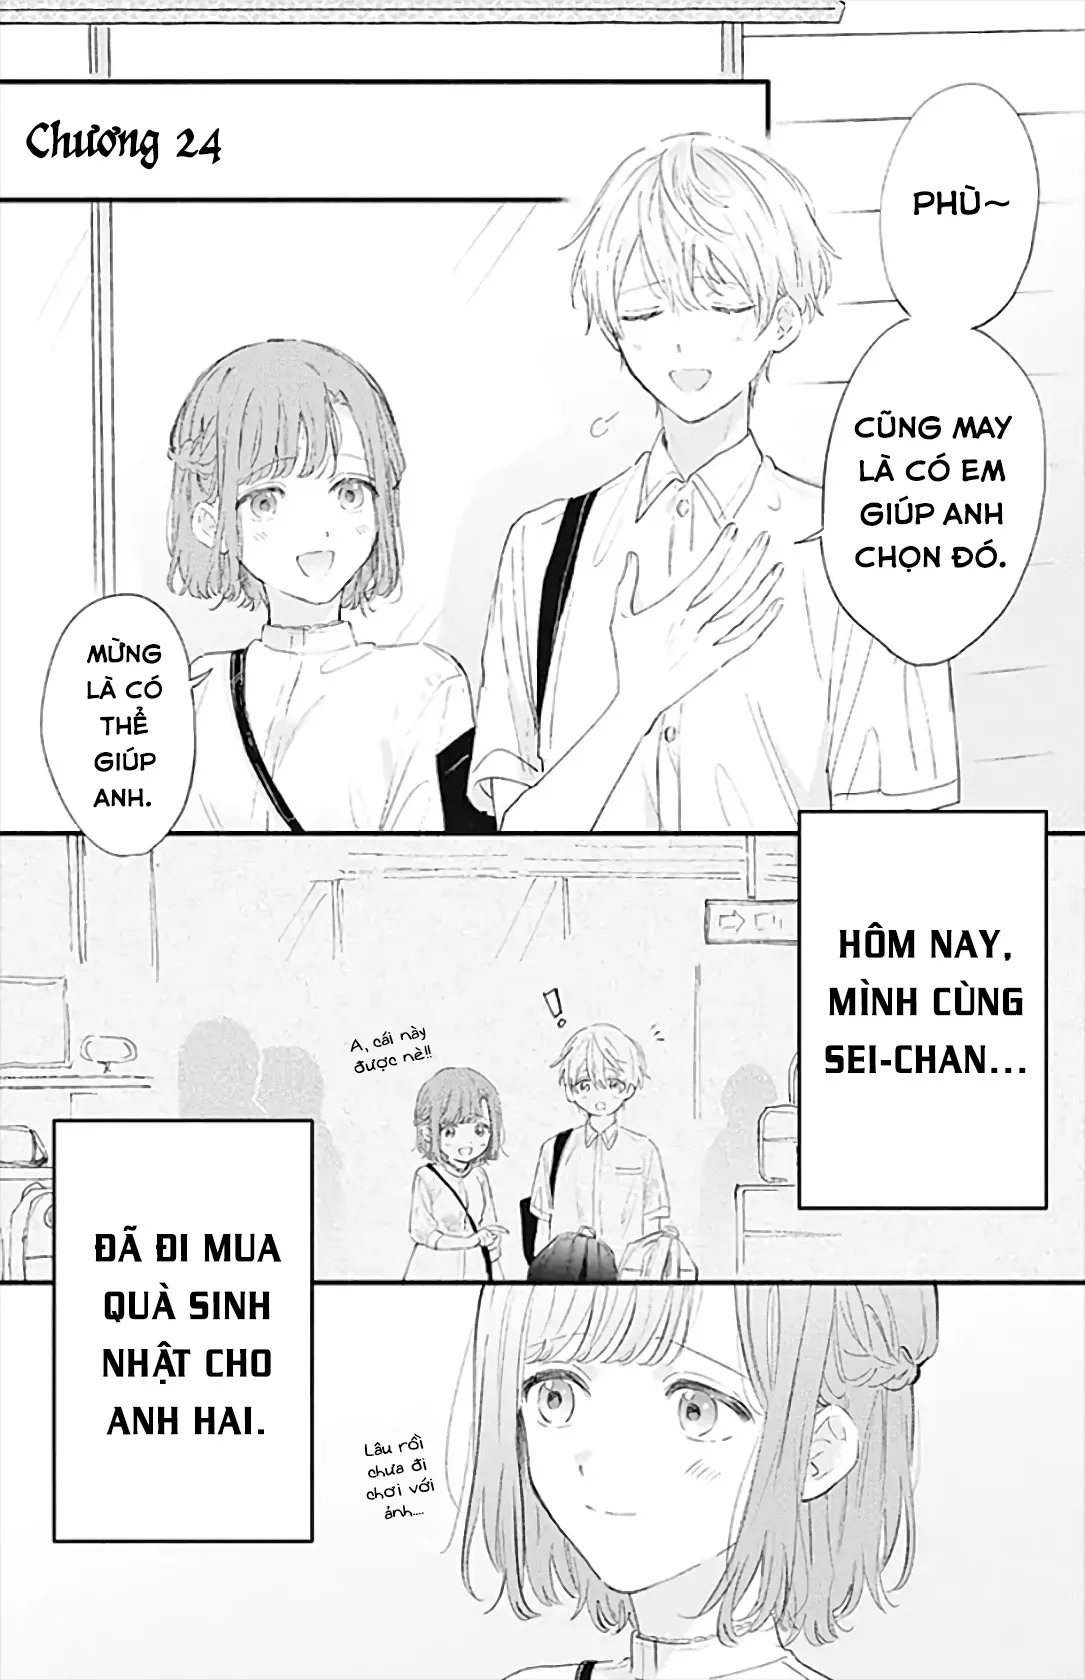 Chương 24
PHÙ~
CŨNG MAY
LÀ CÓ EM
GIÚP ANH
CHỌN ĐÓ.
MỪNG
LÀ CÓ
THỂ
GIÚP
ANH.
HÔM NAY,
MÌNH CÙNG
SEI-CHAN...
A, cái này
được nè!!
ĐÃ ĐI MUA
QUÀ SINH
NHẬT CHO
ANH HAI.
Lâu rồi
chưa đi
chơi với
ảnh....